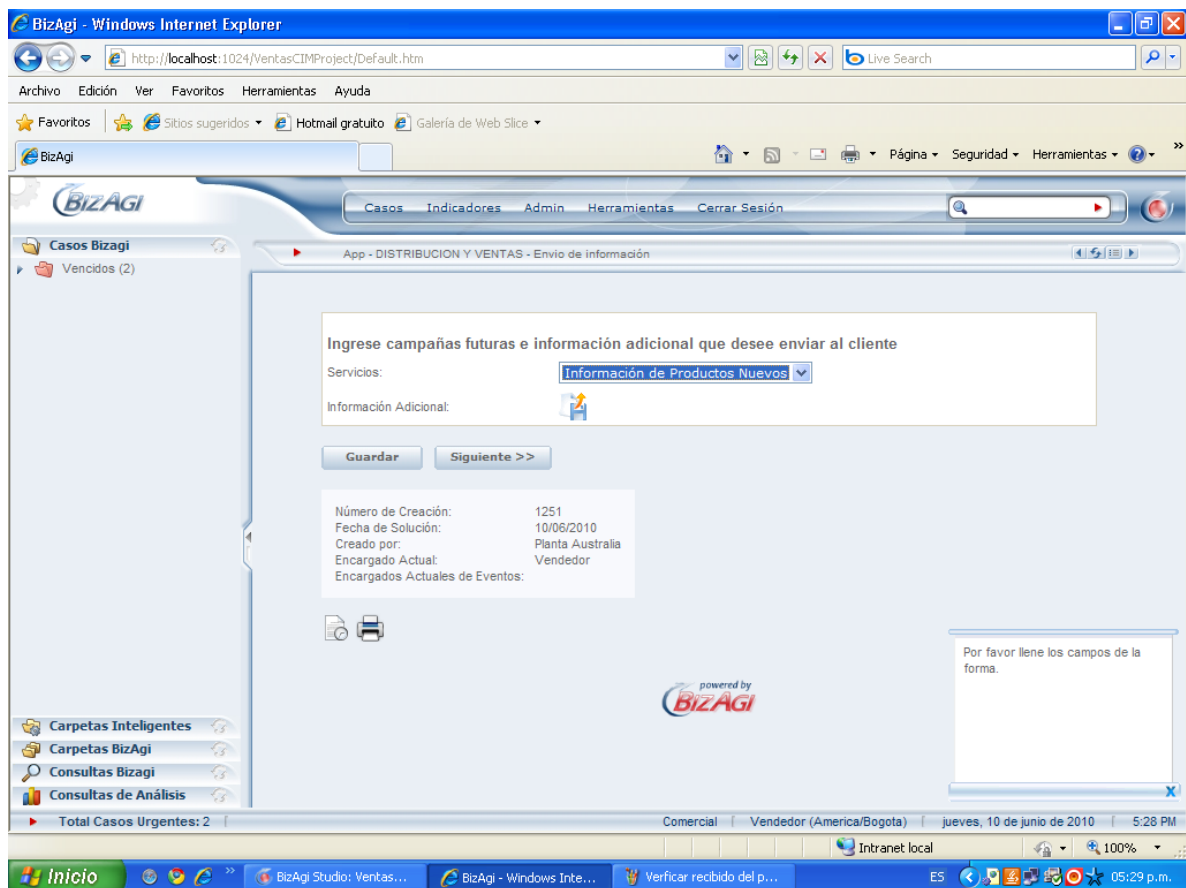 BizAgi - Windows Internet Explorer
http://localhost:1024/VentasCIMProject/Default.htm
Live Search
Archivo Edición Ver Favoritos Herramientas Ayuda
Favoritos Sitios sugeridos Hotmail gratuito Galería de Web Slice
BizAgi Página Seguridad Herramientas
BIZAGI Casos Indicadores Admin Herramientas Cerrar Sesión
Casos Bizagi
App - DISTRIBUCION Y VENTAS - Envio de información
Vencidos (2)
Ingrese campañas futuras e información adicional que desee enviar al cliente
Servicios: Información de Productos Nuevos
Información Adicional:
Guardar Siguiente >>
Número de Creación: 1251
Fecha de Solución: 10/06/2010
Creado por: Planta Australia
Encargado Actual: Vendedor
Encargados Actuales de Eventos:
Por favor llene los campos de la
forma.
powered by
BIZAGI
X
Carpetas Inteligentes
Carpetas BizAgi
Consultas Bizagi
Consultas de Análisis
Total Casos Urgentes: 2 Comercial Vendedor (America/Bogota) jueves, 10 de junio de 2010 5:28 PM
Intranet local 100%
Inicio BizAgi Studio: Ventas... BizAgi - Windows Inte... Verficar recibido del p... ES 05:29 p.m.